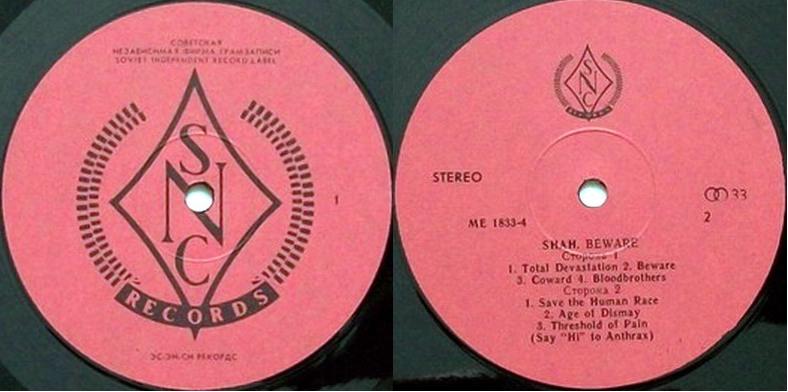 СОВЕТСКАЯ
НЕЗАВИСИМАЯ ФИРМА ГРАМЗАПИСИ
SOVIET INDEPENDENT RECORD LABEL
S
N
C
RECORDS
1
ЭС-ЭН-СИ РЕКОРДС
S
N
C
RECORDS
STEREO
33
2
ME 1833-4
SHAH. BEWARE
Сторона 1
1. Total Devastation 2. Beware
3. Coward 4. Bloodbrothers
Сторона 2
1. Save the Human Race
2. Age of Dismay
3. Threshold of Pain
(Say "Hi" to Anthrax)